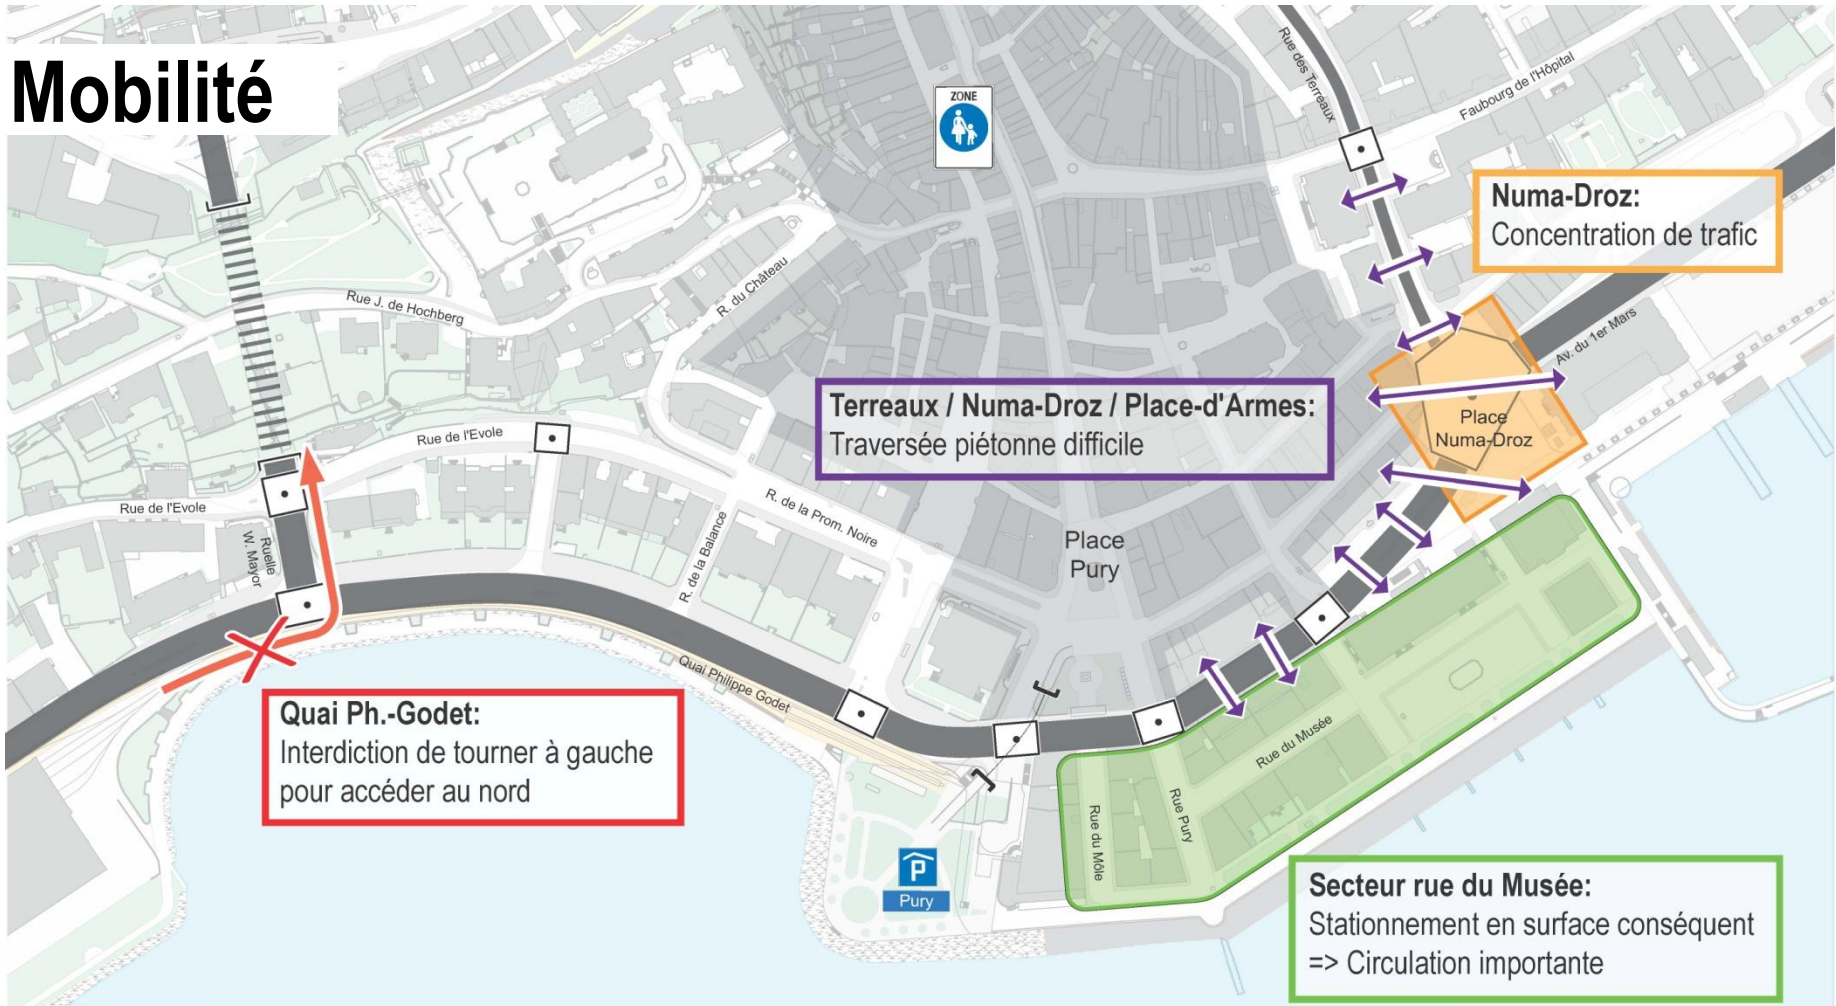 Mobilité
ZONE
Rue des Terreaux
Faubourg de l'Hôpital
Numa-Droz:
Concentration de trafic
R. du Château
Rue J. de Hochberg
Av. du 1er Mars
Terreaux / Numa-Droz / Place-d'Armes:
Traversée piétonne difficile
Place
Numa-Droz
Rue de l'Evole
Rue de l'Evole
R. de la Prom. Noire
Ruelle
W. Mayor
R. de la Balance
Place
Pury
Quai Philippe Godet
Quai Ph.-Godet:
Interdiction de tourner à gauche
pour accéder au nord
Rue du Musée
Rue Pury
Rue du Môle
P
Pury
Secteur rue du Musée:
Stationnement en surface conséquent
=> Circulation importante